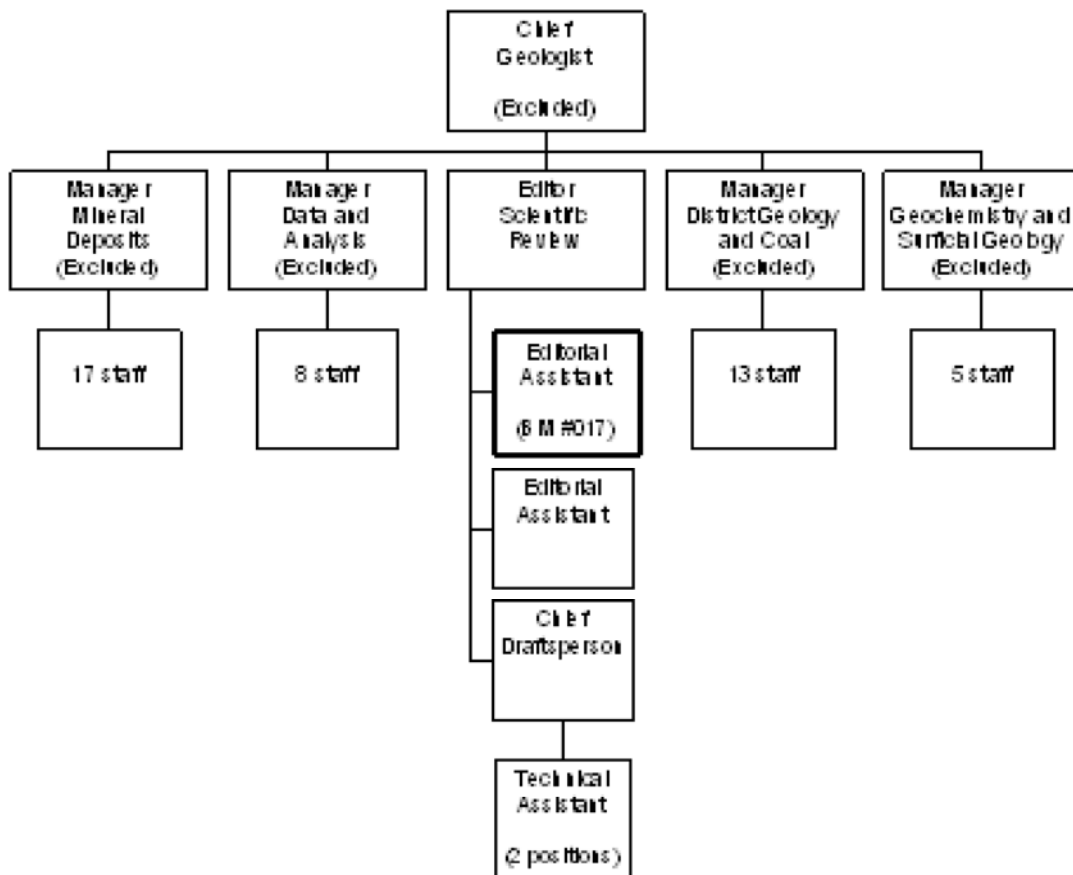 Chief
Geologist
(Excluded)
Manager
Mineral
Deposits
(Excluded)
Manager
Data and
Analysis
(Excluded)
Editor
Scientific
Review
Manager
District Geology
and Coal
(Excluded)
Manager
Geochemistry and
Surficial Geology
(Excluded)
17 staff
8 staff
Editorial
Assistant
(BM #017)
13 staff
5 staff
Editorial
Assistant
Chief
Draftsperson
Technical
Assistant
(2 positions)